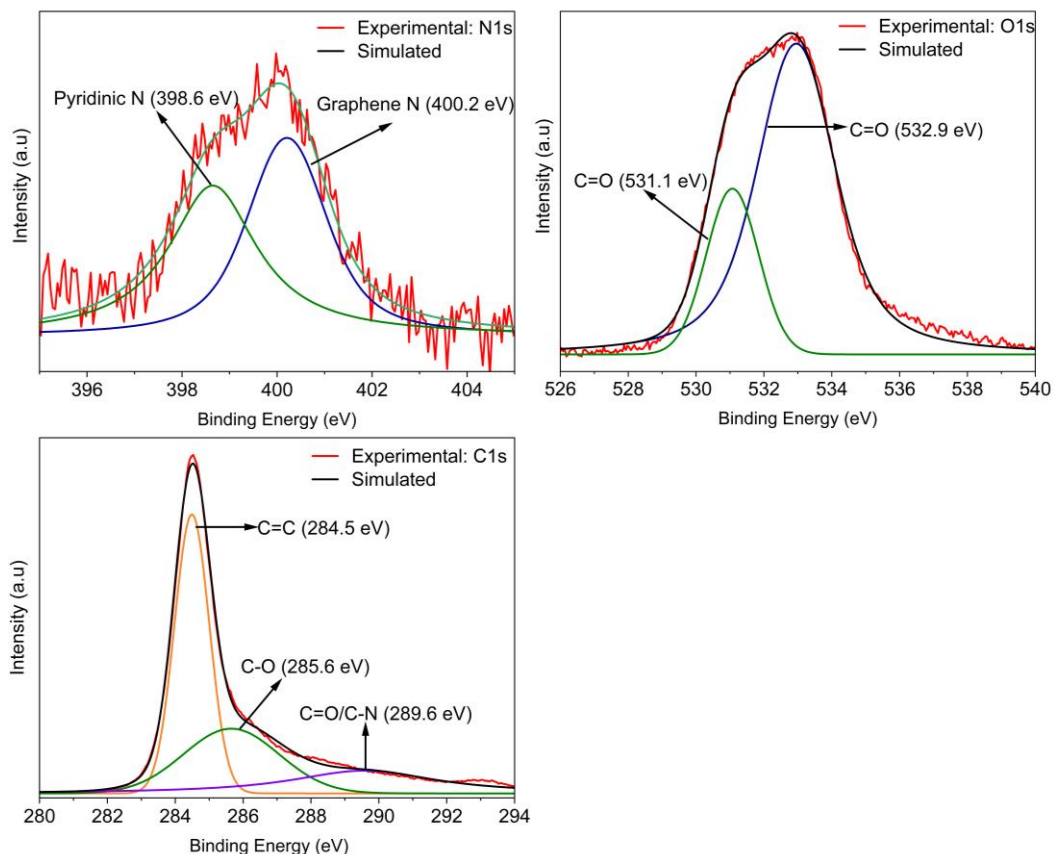 Experimental: N1s
Simulated
Pyridinic N (398.6 eV)
Graphene N (400.2 eV)
Intensity (a.u)
396 398 400 402 404
Binding Energy (eV)
Experimental: O1s
Simulated
C=O (532.9 eV)
C=O (531.1 eV)
Intensity (a.u)
526 528 530 532 534 536 538 540
Binding Energy (eV)
Experimental: C1s
Simulated
C=C (284.5 eV)
C-O (285.6 eV)
C=O/C-N (289.6 eV)
Intensity (a.u)
280 282 284 286 288 290 292 294
Binding Energy (eV)